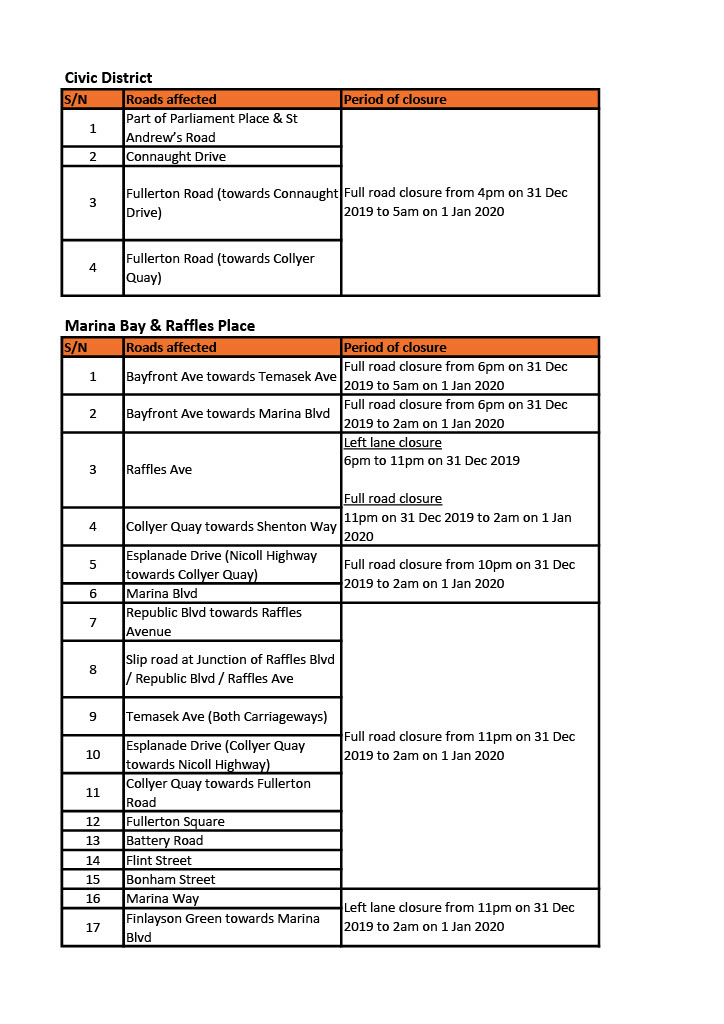 Civic District
S/N Roads affected Period of closure
1 Part of Parliament Place & St
Andrew's Road
2 Connaught Drive
3 Fullerton Road (towards Connaught
Drive)
Full road closure from 4pm on 31 Dec
2019 to 5am on 1 Jan 2020
4 Fullerton Road (towards Collyer
Quay)
Marina Bay & Raffles Place
S/N Roads affected Period of closure
1 Bayfront Ave towards Temasek Ave
Full road closure from 6pm on 31 Dec
2019 to 5am on 1 Jan 2020
2 Bayfront Ave towards Marina Blvd
Full road closure from 6pm on 31 Dec
2019 to 2am on 1 Jan 2020
3 Raffles Ave
Left lane closure
6pm to 11pm on 31 Dec 2019
Full road closure
11pm on 31 Dec 2019 to 2am on 1 Jan
2020
4 Collyer Quay towards Shenton Way
5 Esplanade Drive (Nicoll Highway
towards Collyer Quay)
Full road closure from 10pm on 31 Dec
2019 to 2am on 1 Jan 2020
6 Marina Blvd
7 Republic Blvd towards Raffles
Avenue
8 Slip road at Junction of Raffles Blvd
/ Republic Blvd / Raffles Ave
9 Temasek Ave (Both Carriageways)
Full road closure from 11pm on 31 Dec
2019 to 2am on 1 Jan 2020
10 Esplanade Drive (Collyer Quay
towards Nicoll Highway)
11 Collyer Quay towards Fullerton
Road
12 Fullerton Square
13 Battery Road
14 Flint Street
15 Bonham Street
16 Marina Way
Left lane closure from 11pm on 31 Dec
2019 to 2am on 1 Jan 2020
17 Finlayson Green towards Marina
Blvd